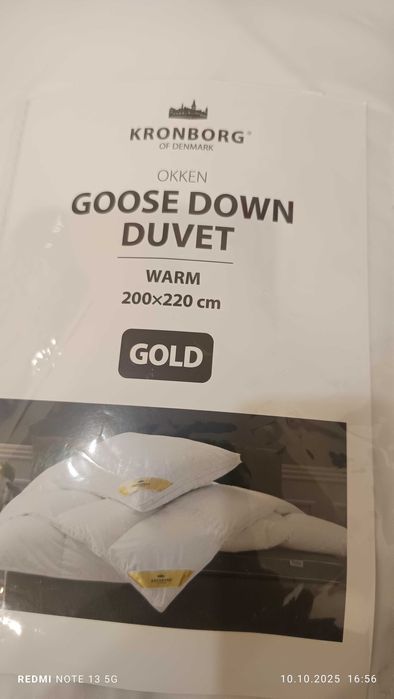 KRONBORG®
OF DENMARK
OKKEN
GOOSE DOWN
DUVET
WARM
200×220 cm
GOLD
KRONBORG
REDMI NOTE 13 5G
10.10.2025 16:56